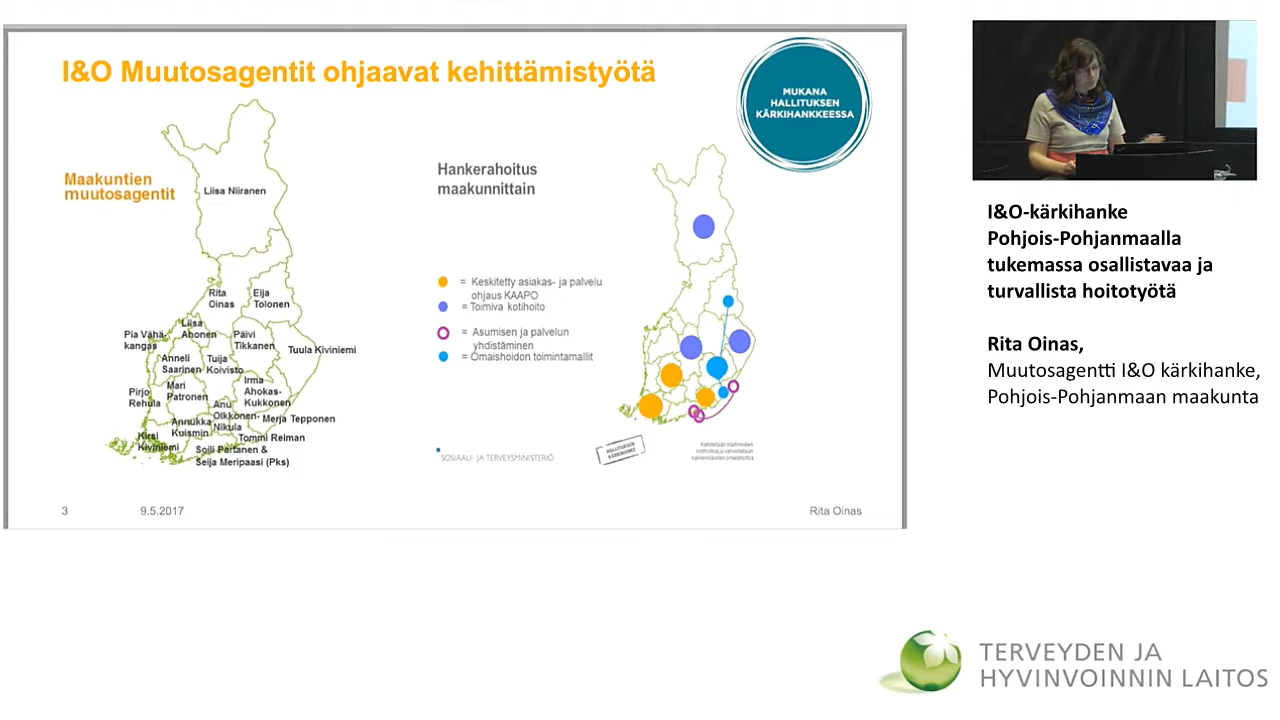 I&O Muutosagentit ohjaavat kehittämistyötä
MUKANA
HALLITUKSEN
KÄRKIHANKKEESSA
Maakuntien
muutosagentit
Liisa Niiranen
Rita
Oinas
Eija
Tolonen
Liisa
Ahonen
Pia Vähä-
kangas
Päivi
Tikkanen
Tuula Kiviniemi
Anneli
Saarinen
Tuija
Koivisto
Mari
Patronen
Irma
Ahokas-
Kukkonen
Pirjo
Rehula
Anu
Olkkonen-
Nikula
Merja Tepponen
Annukka
Kuismin
Tommi Reiman
Kirsi
Kiviniemi
Soili Partanen &
Seija Meripaasi (Pks)
Hankerahoitus
maakunnittain
= Keskitetty asiakas- ja palvelu
ohjaus KAAPO
= Toimiva kotihoito
= Asumisen ja palvelun
yhdistäminen
= Omaishoidon toimintamallit
SOSIAALI- JA TERVEYSMINISTERIÖ
HALLITUKSEN
KÄRKIHANKE
3
9.5.2017
Rita Oinas
I&O-kärkihanke
Pohjois-Pohjanmaalla
tukemassa osallistavaa ja
turvallista hoitotyötä
Rita Oinas,
Muutosagentti I&O kärkihanke,
Pohjois-Pohjanmaan maakunta
TERVEYDEN JA
HYVINVOINNIN LAITOS